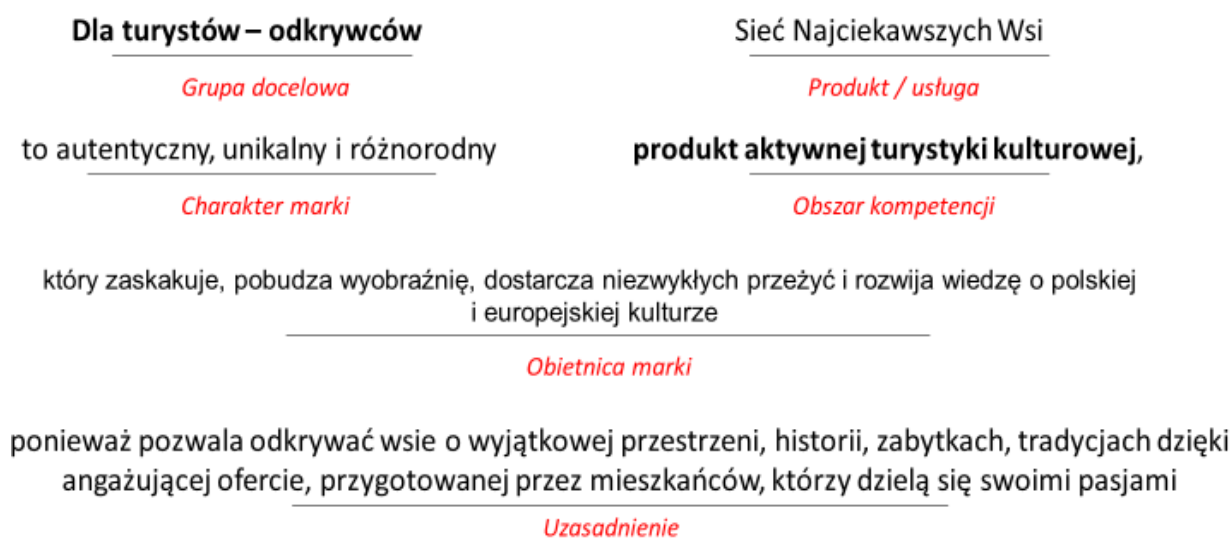 Dla turystów – odkrywców
Sieć Najciekawszych Wsi
Grupa docelowa
Produkt / usługa
to autentyczny, unikalny i różnorodny
produkt aktywnej turystyki kulturowej,
Charakter marki
Obszar kompetencji
który zaskakuje, pobudza wyobraźnię, dostarcza niezwykłych przeżyć i rozwija wiedzę o polskiej
i europejskiej kulturze
Obietnica marki
ponieważ pozwala odkrywać wsie o wyjątkowej przestrzeni, historii, zabytkach, tradycjach dzięki
angażującej ofercie, przygotowanej przez mieszkańców, którzy dzielą się swoimi pasjami
Uzasadnienie